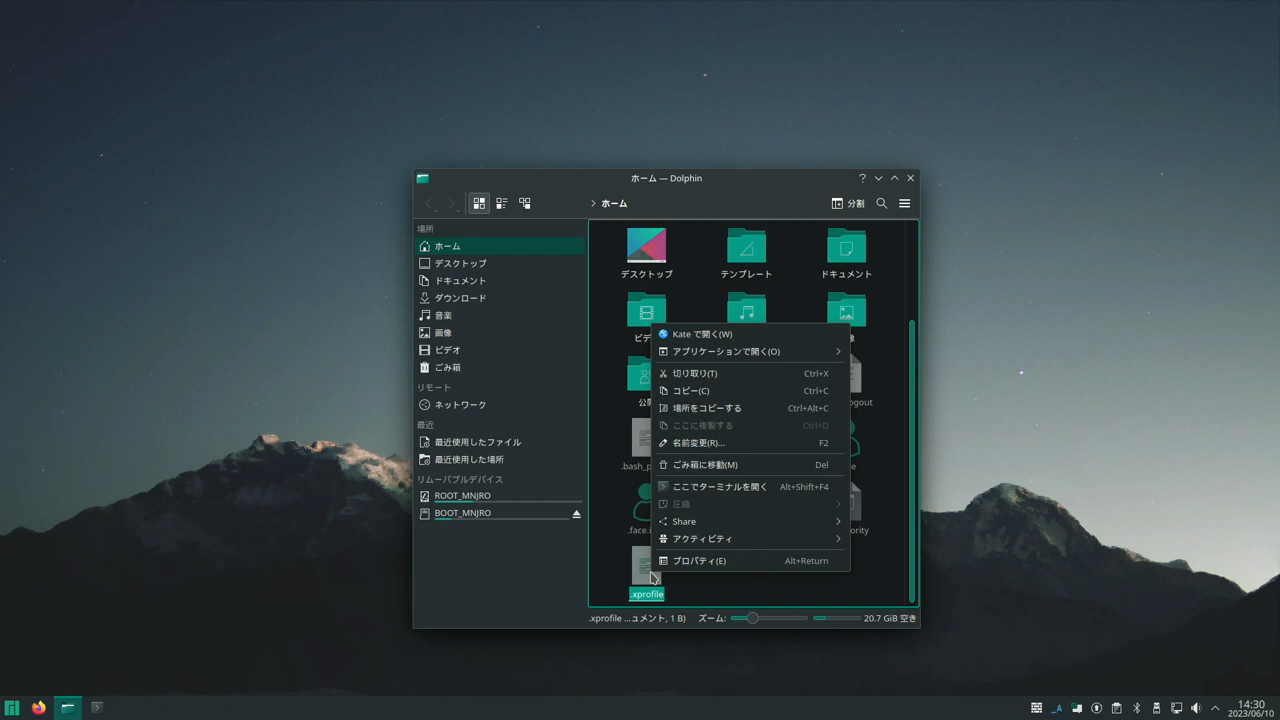 ホーム — Dolphin
ホーム
分割
場所
ホーム
デスクトップ
ドキュメント
ダウンロード
音楽
画像
ビデオ
ごみ箱
リモート
ネットワーク
最近
最近使用したファイル
最近使用した場所
リムーバブルデバイス
ROOT_MNJRO
BOOT_MNJRO
デスクトップ
テンプレート
ドキュメント
Kate で開く(W)
アプリケーションで開く(O)
切り取り(T) Ctrl+X
コピー(C) Ctrl+C
場所をコピーする Ctrl+Alt+C
ここに複製する Ctrl+D
名前変更(R)... F2
ごみ箱に移動(M) Del
ここでターミナルを開く Alt+Shift+F4
圧縮
Share
アクティビティ
プロパティ(E) Alt+Return
.xprofile
.xprofile ...ュメント, 1 B)
ズーム:
20.7 GiB 空き
14:30
2023/06/10